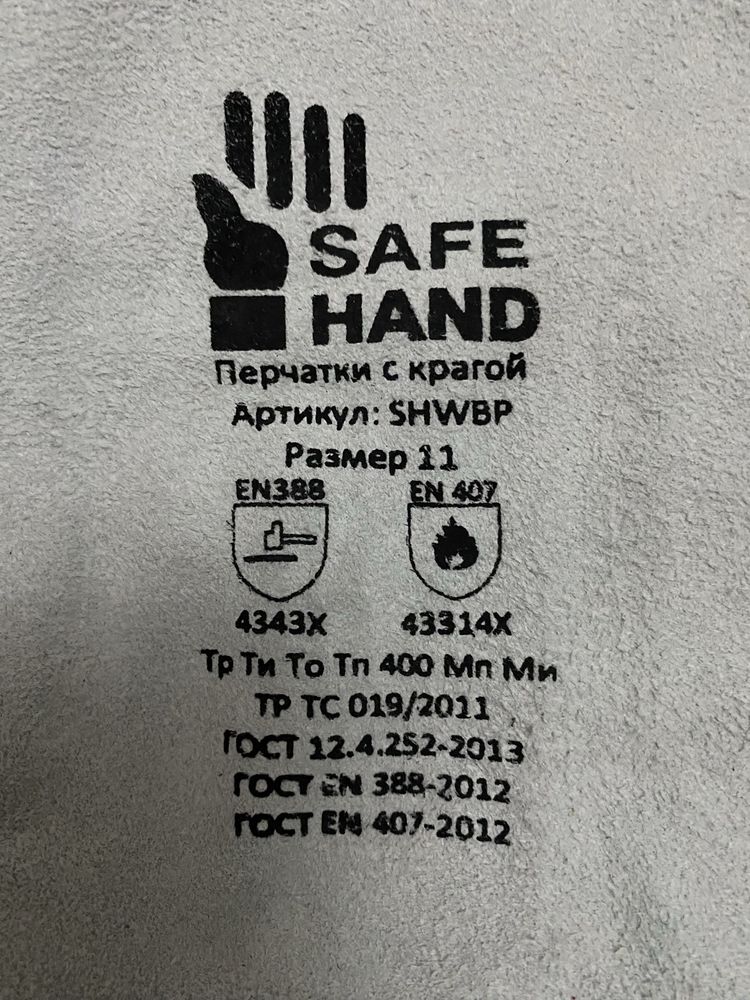 SAFE
HAND
Перчатки с крагой
Артикул: SHWBP
Размер 11
EN388 EN 407
4343X 43314X
Тр Ти То Тп 400 Мп Ми
ТР ТС 019/2011
ГОСТ 12.4.252-2013
ГОСТ EN 388-2012
ГОСТ EN 407-2012